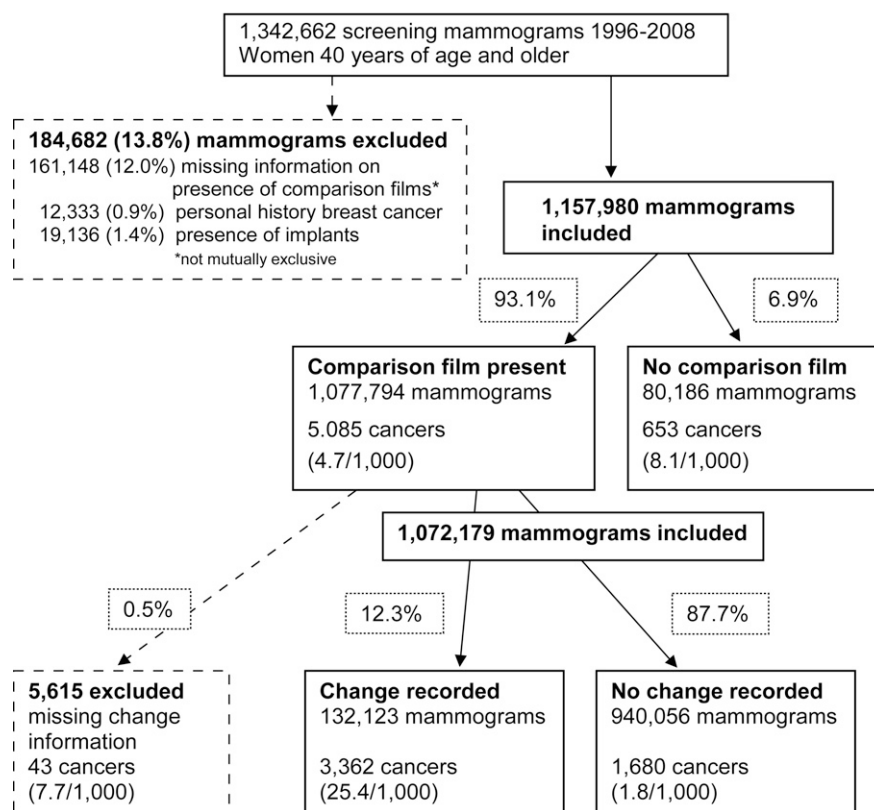 1,342,662 screening mammograms 1996-2008
Women 40 years of age and older
184,682 (13.8%) mammograms excluded
161,148 (12.0%) missing information on
presence of comparison films*
12,333 (0.9%) personal history breast cancer
19,136 (1.4%) presence of implants
*not mutually exclusive
1,157,980 mammograms
included
93.1%
6.9%
Comparison film present
1,077,794 mammograms
5.085 cancers
(4.7/1,000)
No comparison film
80,186 mammograms
653 cancers
(8.1/1,000)
1,072,179 mammograms included
0.5%
12.3%
87.7%
5,615 excluded
missing change
information
43 cancers
(7.7/1,000)
Change recorded
132,123 mammograms
3,362 cancers
(25.4/1,000)
No change recorded
940,056 mammograms
1,680 cancers
(1.8/1,000)